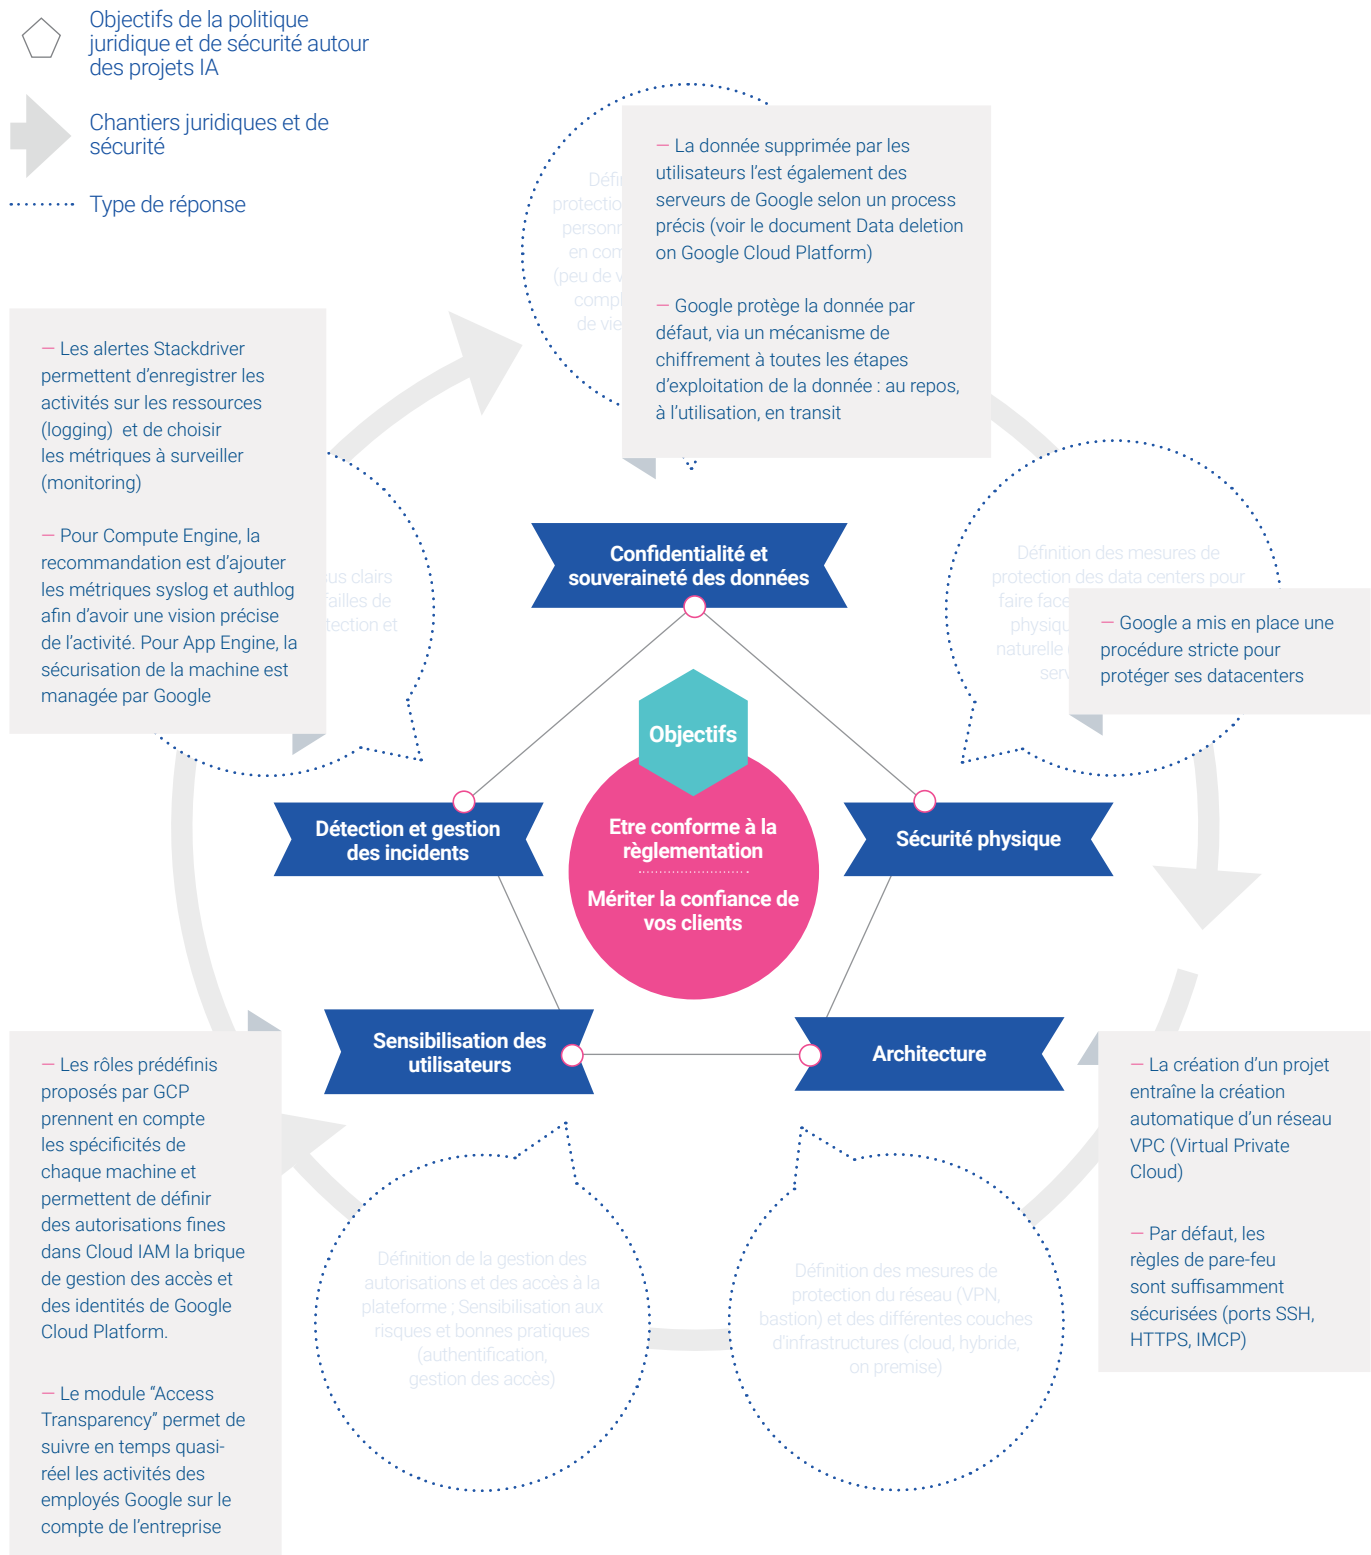 Objectifs de la politique
juridique et de sécurité autour
des projets IA
Chantiers juridiques et de
sécurité
Type de réponse
— La donnée supprimée par les
utilisateurs l’est également des
serveurs de Google selon un process
précis (voir le document Data deletion
on Google Cloud Platform)
— Google protège la donnée par
défaut, via un mécanisme de
chiffrement à toutes les étapes
d’exploitation de la donnée : au repos,
à l’utilisation, en transit
en
(peu de
de
— Les alertes Stackdriver
permettent d’enregistrer les
activités sur les ressources
(logging) et de choisir
les métriques à surveiller
(monitoring)
— Pour Compute Engine, la
recommandation est d’ajouter
les métriques syslog et authlog
afin d’avoir une vision précise
de l’activité. Pour App Engine, la
sécurisation de la machine est
managée par Google
clairs
failles de
et
Confidentialité et
souveraineté des données
Définition des mesures de
protection des data centers pour
faire face
naturelle
— Google a mis en place une
procédure stricte pour
protéger ses datacenters
Objectifs
Etre conforme à la
règlementation
Mériter la confiance de
vos clients
Détection et gestion
des incidents
Sécurité physique
Sensibilisation des
utilisateurs
Architecture
— Les rôles prédéfinis
proposés par GCP
prennent en compte
les spécificités de
chaque machine et
permettent de définir
des autorisations fines
dans Cloud IAM la brique
de gestion des accès et
des identités de Google
Cloud Platform.
— Le module “Access
Transparency” permet de
suivre en temps quasi-
réel les activités des
employés Google sur le
compte de l’entreprise
Définition de la gestion des
autorisations et des accès à la
plateforme ; Sensibilisation aux
risques et bonnes pratiques
(authentification,
gestion des accès)
Définition des mesures de
protection du réseau (VPN,
bastion) et des différentes couches
d'infrastructures (cloud, hybride,
on premise)
— La création d’un projet
entraîne la création
automatique d’un réseau
VPC (Virtual Private
Cloud)
— Par défaut, les
règles de pare-feu
sont suffisamment
sécurisées (ports SSH,
HTTPS, IMCP)